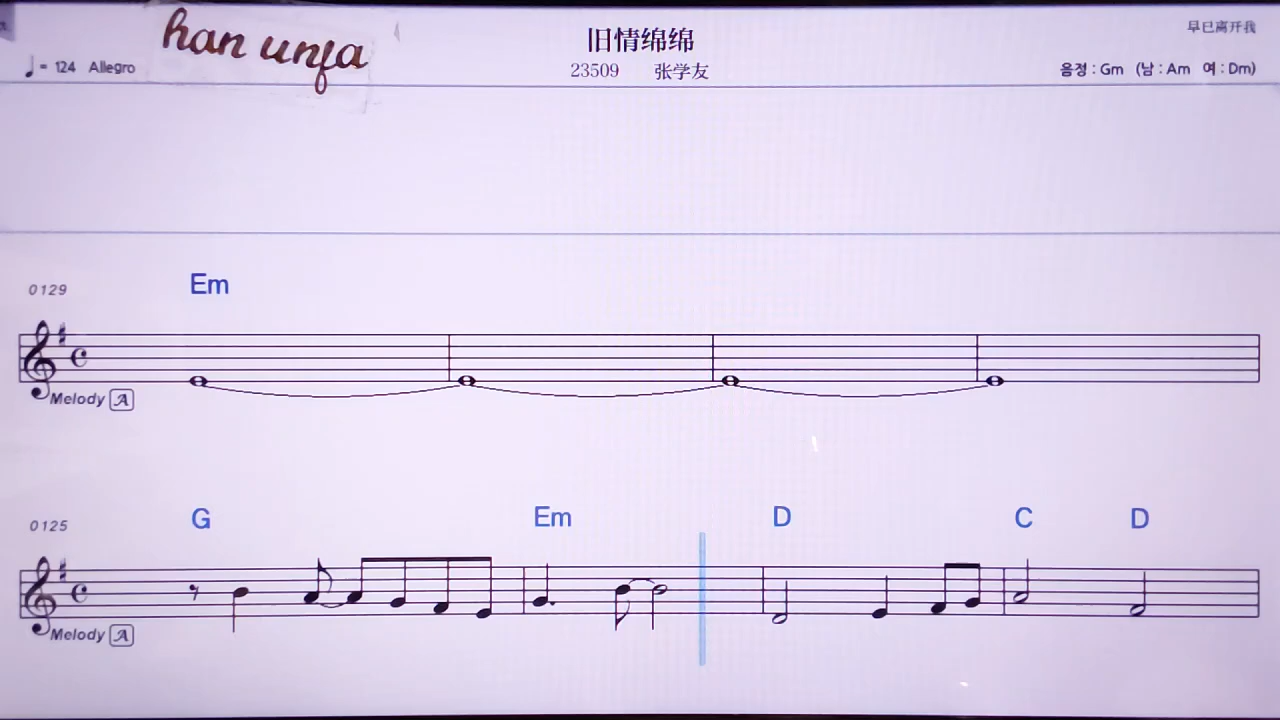 han unfa
旧情绵绵
早已离开我
♩= 124 Allegro
23509 张学友
음정 : Gm (남 : Am 여 : Dm)
0129
Em
Melody A
0125
G Em D C D
Melody A